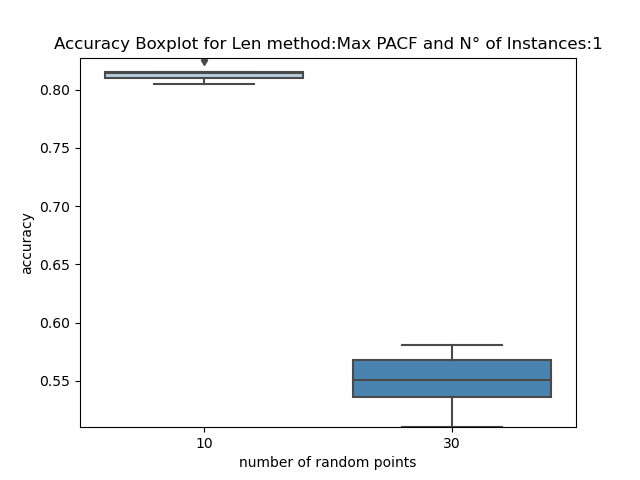 Accuracy Boxplot for Len method:Max PACF and N° of Instances:1
0.80
0.75
0.70
0.65
0.60
0.55
accuracy
10
30
number of random points